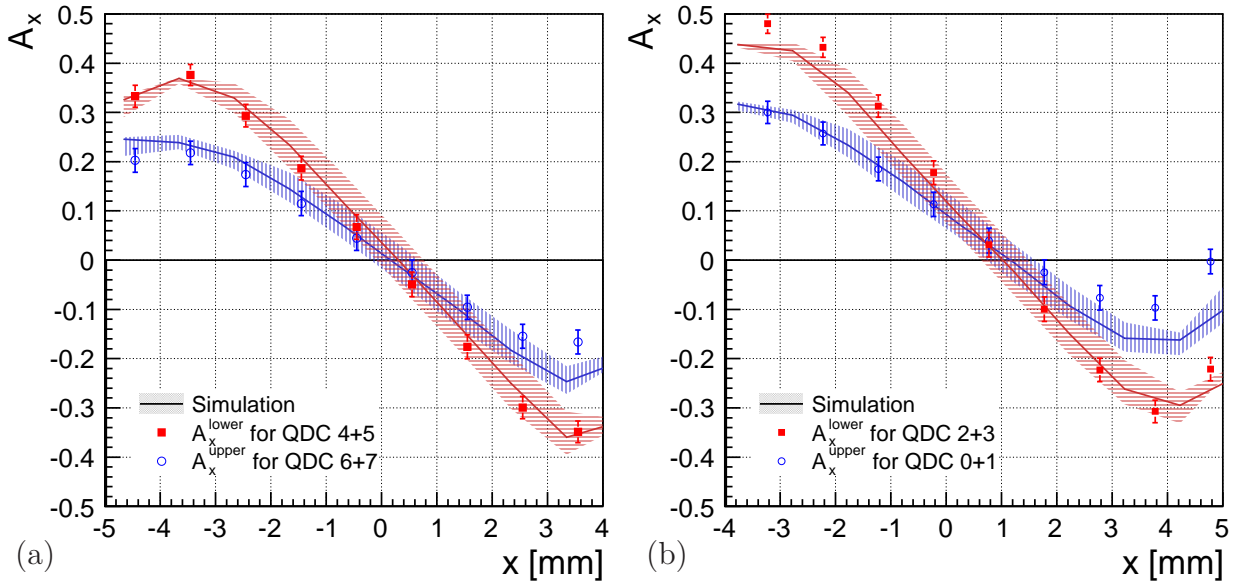 A_x
0.5
0.4
0.3
0.2
0.1
0
-0.1
-0.2
-0.3
-0.4
-0.5
Simulation
A_x^lower for QDC 4+5
A_x^upper for QDC 6+7
-5 -4 -3 -2 -1 0 1 2 3 4
(a)
x [mm]
A_x
0.5
0.4
0.3
0.2
0.1
0
-0.1
-0.2
-0.3
-0.4
-0.5
Simulation
A_x^lower for QDC 2+3
A_x^upper for QDC 0+1
-4 -3 -2 -1 0 1 2 3 4 5
(b)
x [mm]